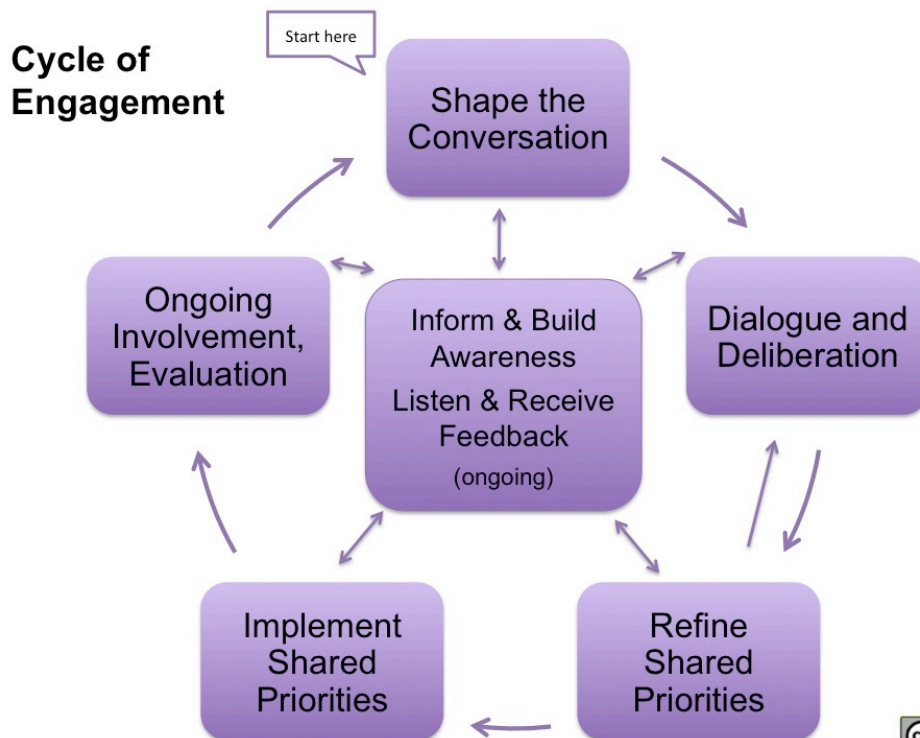 Start here
Cycle of
Engagement
Shape the
Conversation
Ongoing
Involvement,
Evaluation
Inform & Build
Awareness
Listen & Receive
Feedback
(ongoing)
Dialogue and
Deliberation
Implement
Shared
Priorities
Refine
Shared
Priorities